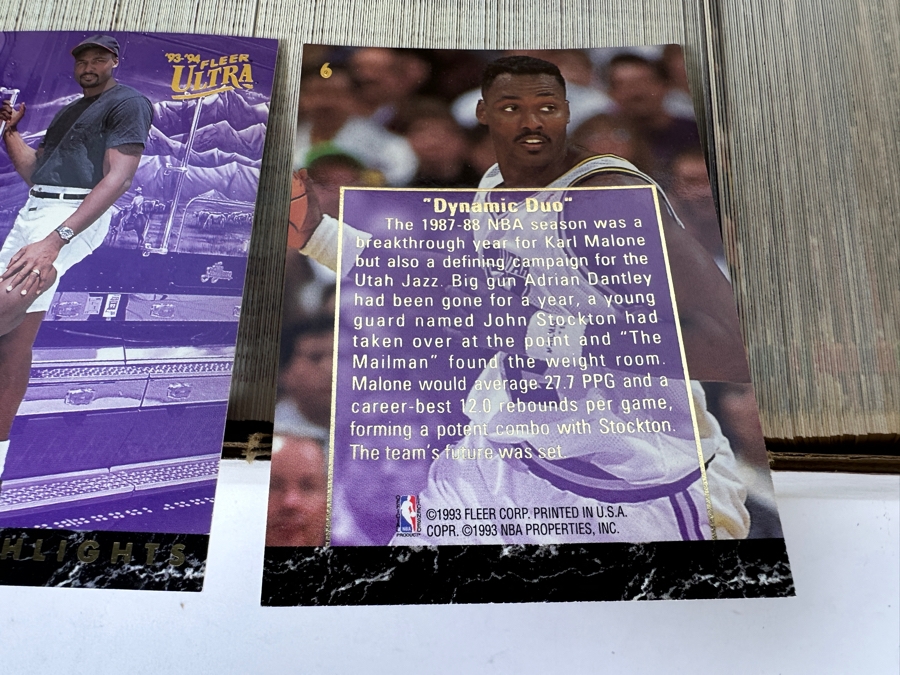 '93-'94 FLEER
ULTRA
HLIGHTS
6
"Dynamic Duo"
The 1987-88 NBA season was a
breakthrough year for Karl Malone
but also a defining campaign for the
Utah Jazz. Big gun Adrian Dantley
had been gone for a year, a young
guard named John Stockton had
taken over at the point and "The
Mailman" found the weight room.
Malone would average 27.7 PPG and a
career-best 12.0 rebounds per game,
forming a potent combo with Stockton.
The team's future was set.
NBA
©1993 FLEER CORP. PRINTED IN U.S.A.
COPR. ©1993 NBA PROPERTIES, INC.